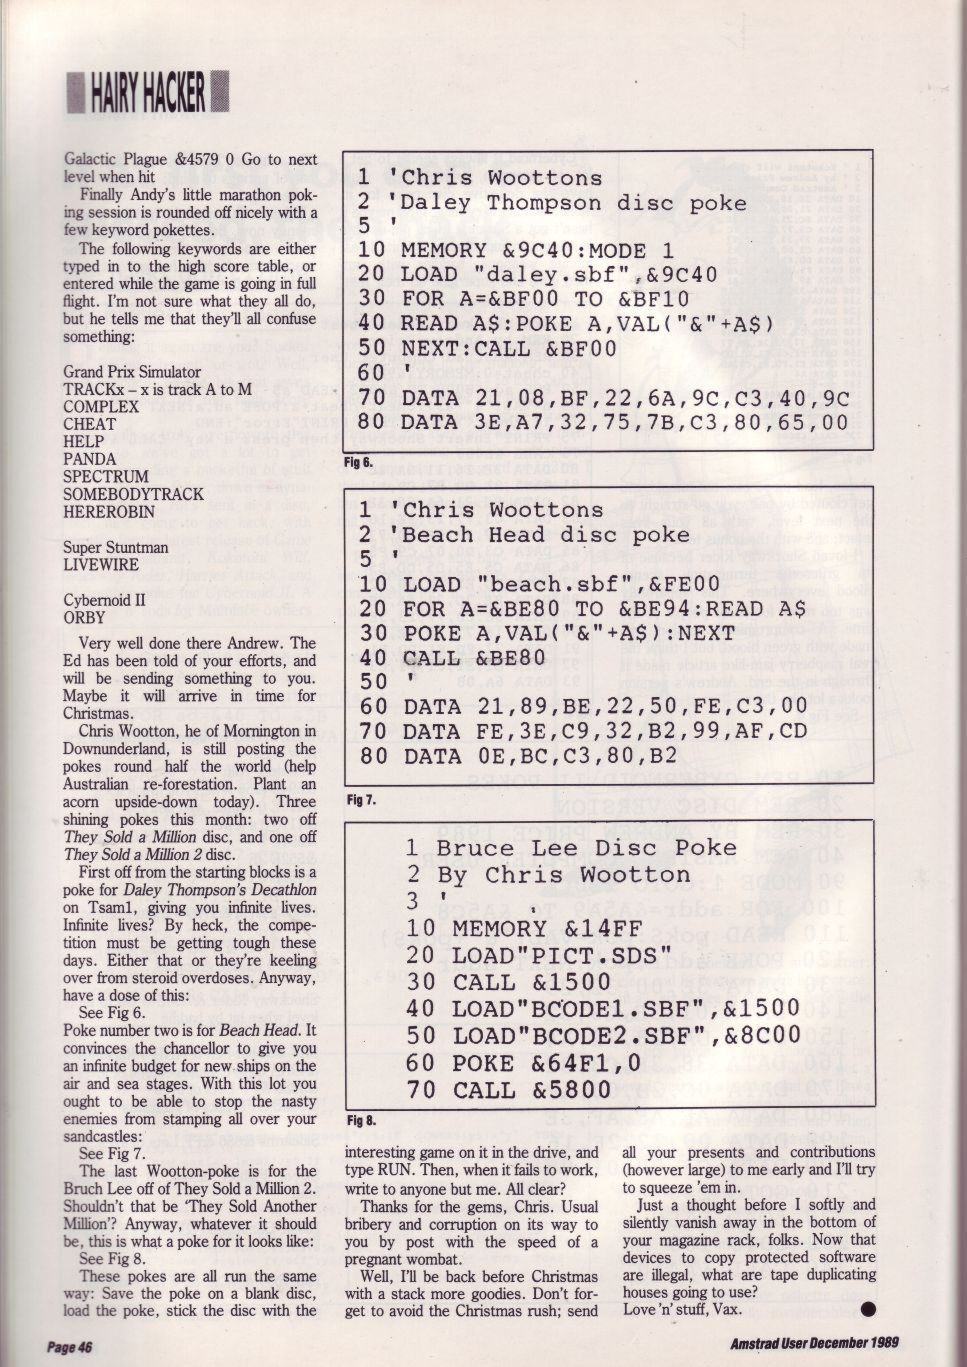 HAIRY HACKER
Galactic Plague &4579 0 Go to next
level when hit
Finally Andy's little marathon pok-
ing session is rounded off nicely with a
few keyword pokettes.
The following keywords are either
typed in to the high score table, or
entered while the game is going in full
flight. I'm not sure what they all do,
but he tells me that they'll all confuse
something:
Grand Prix Simulator
TRACKx – x is track A to M
COMPLEX
CHEAT
HELP
PANDA
SPECTRUM
SOMEBODYTRACK
HEREROBIN
Super Stuntman
LIVEWIRE
Cybernoid II
ORBY
Very well done there Andrew. The
Ed has been told of your efforts, and
will be sending something to you.
Maybe it will arrive in time for
Christmas.
Chris Wootton, he of Mornington in
Downunderland, is still posting the
pokes round half the world (help
Australian re-forestation. Plant an
acorn upside-down today). Three
shining pokes this month: two off
They Sold a Million disc, and one off
They Sold a Million 2 disc.
First off from the starting blocks is a
poke for Daley Thompson's Decathlon
on Tsam1, giving you infinite lives.
Infinite lives? By heck, the compe-
tition must be getting tough these
days. Either that or they're keeling
over from steroid overdoses. Anyway,
have a dose of this:
See Fig 6.
Poke number two is for Beach Head. It
convinces the chancellor to give you
an infinite budget for new ships on the
air and sea stages. With this lot you
ought to be able to stop the nasty
enemies from stamping all over your
sandcastles:
See Fig 7.
The last Wootton-poke is for the
Bruch Lee off of They Sold a Million 2.
Shouldn't that be 'They Sold Another
Million'? Anyway, whatever it should
be, this is what a poke for it looks like:
See Fig 8.
These pokes are all run the same
way: Save the poke on a blank disc,
load the poke, stick the disc with the
1 'Chris Woottons
2 'Daley Thompson disc poke
5 '
10 MEMORY &9C40:MODE 1
20 LOAD "daley.sbf",&9C40
30 FOR A=&BF00 TO &BF10
40 READ A$:POKE A,VAL("&"+A$)
50 NEXT:CALL &BF00
60 '
70 DATA 21,08,BF,22,6A,9C,C3,40,9C
80 DATA 3E,A7,32,75,7B,C3,80,65,00
Fig 6.
1 'Chris Woottons
2 'Beach Head disc poke
5 '
10 LOAD "beach.sbf",&FE00
20 FOR A=&BE80 TO &BE94:READ A$
30 POKE A,VAL("&"+A$):NEXT
40 CALL &BE80
50 '
60 DATA 21,89,BE,22,50,FE,C3,00
70 DATA FE,3E,C9,32,B2,99,AF,CD
80 DATA 0E,BC,C3,80,B2
Fig 7.
1 Bruce Lee Disc Poke
2 By Chris Wootton
3 '
10 MEMORY &14FF
20 LOAD"PICT.SDS"
30 CALL &1500
40 LOAD"BCODE1.SBF",&1500
50 LOAD"BCODE2.SBF",&8C00
60 POKE &64F1,0
70 CALL &5800
Fig 8.
interesting game on it in the drive, and
type RUN. Then, when it fails to work,
write to anyone but me. All clear?
Thanks for the gems, Chris. Usual
bribery and corruption on its way to
you by post with the speed of a
pregnant wombat.
Well, I'll be back before Christmas
with a stack more goodies. Don't for-
get to avoid the Christmas rush; send
all your presents and contributions
(however large) to me early and I'll try
to squeeze 'em in.
Just a thought before I softly and
silently vanish away in the bottom of
your magazine rack, folks. Now that
devices to copy protected software
are illegal, what are tape duplicating
houses going to use?
Love 'n' stuff, Vax.
Page 46
Amstrad User December 1989